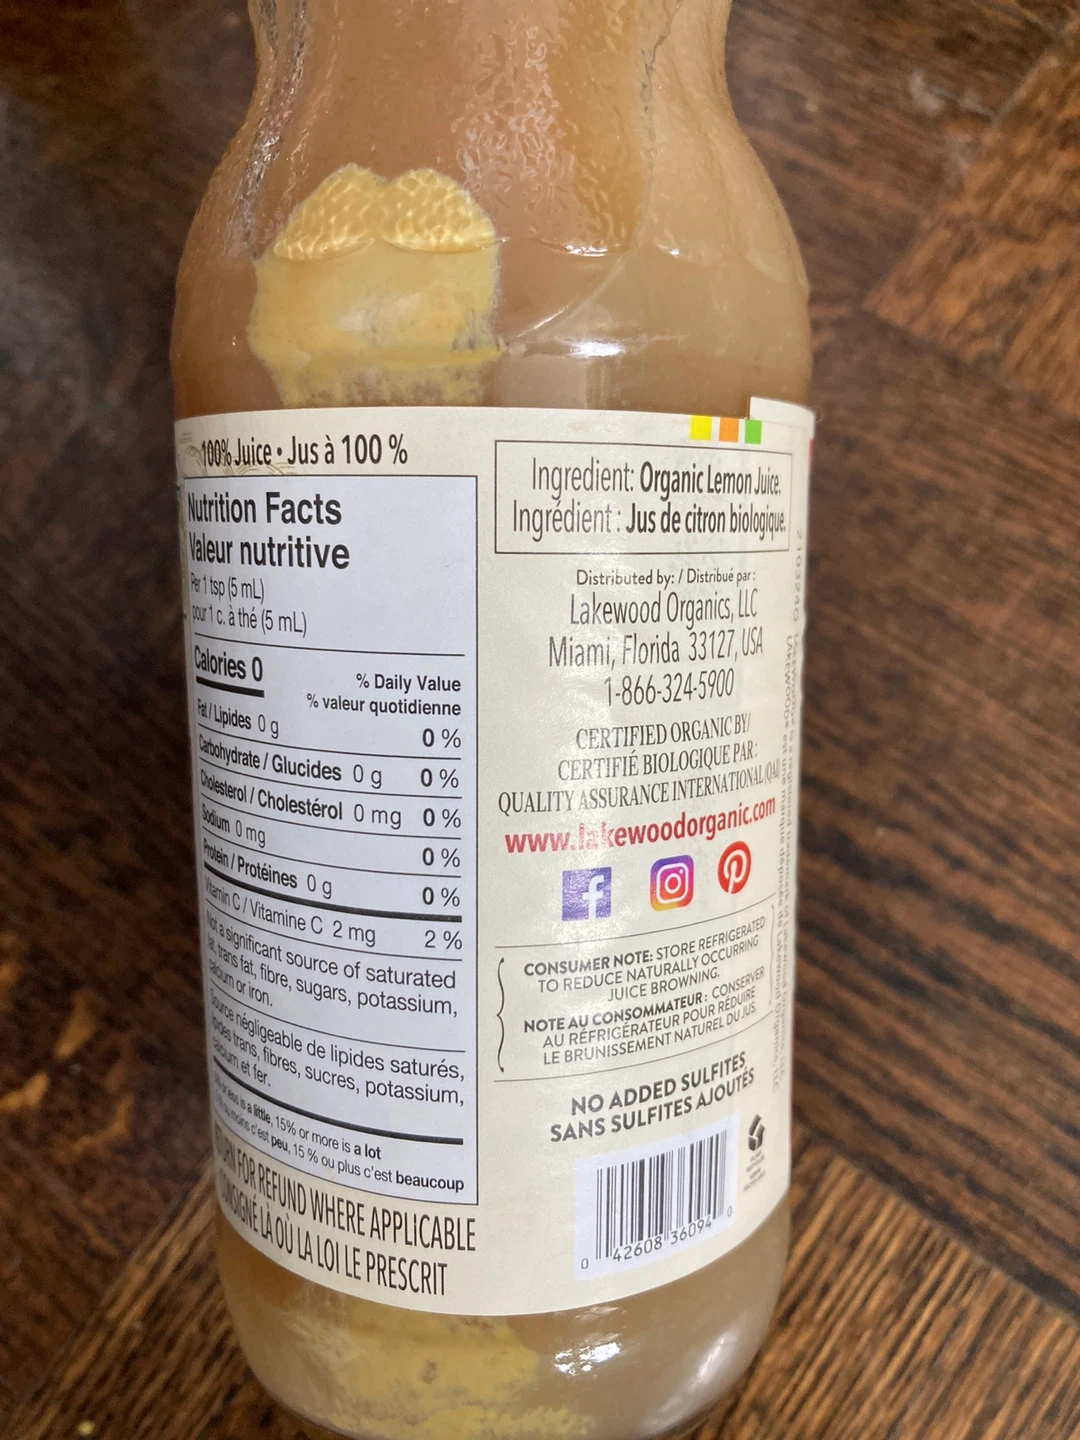 100% Juice • Jus à 100 %
Nutrition Facts
Valeur nutritive
Per 1 tsp (5 mL)
pour 1 c. à thé (5 mL)
Calories 0
% Daily Value
% valeur quotidienne
Fat / Lipides 0 g 0 %
Carbohydrate / Glucides 0 g 0 %
Cholesterol / Cholestérol 0 mg 0 %
Sodium 0 mg 0 %
Protein / Protéines 0 g 0 %
Vitamin C / Vitamine C 2 mg 2 %
Not a significant source of saturated
fat, trans fat, fibre, sugars, potassium,
calcium or iron.
Source négligeable de lipides saturés,
lipides trans, fibres, sucres, potassium,
calcium et fer.
or less is a little, 15% or more is a lot
ou moins c'est peu, 15 % ou plus c'est beaucoup
RETURN FOR REFUND WHERE APPLICABLE
CONSIGNÉ LÀ OÙ LA LOI LE PRESCRIT
Ingredient: Organic Lemon Juice.
Ingrédient : Jus de citron biologique.
Distributed by: / Distribué par :
Lakewood Organics, LLC
Miami, Florida 33127, USA
1-866-324-5900
CERTIFIED ORGANIC BY/
CERTIFIÉ BIOLOGIQUE PAR:
QUALITY ASSURANCE INTERNATIONAL (QAI)
www.lakewoodorganic.com
CONSUMER NOTE: STORE REFRIGERATED
TO REDUCE NATURALLY OCCURRING
JUICE BROWNING.
NOTE AU CONSOMMATEUR : CONSERVER
AU RÉFRIGÉRATEUR POUR RÉDUIRE
LE BRUNISSEMENT NATUREL DU JUS.
NO ADDED SULFITES
SANS SULFITES AJOUTÉS
0 42608 36094 0